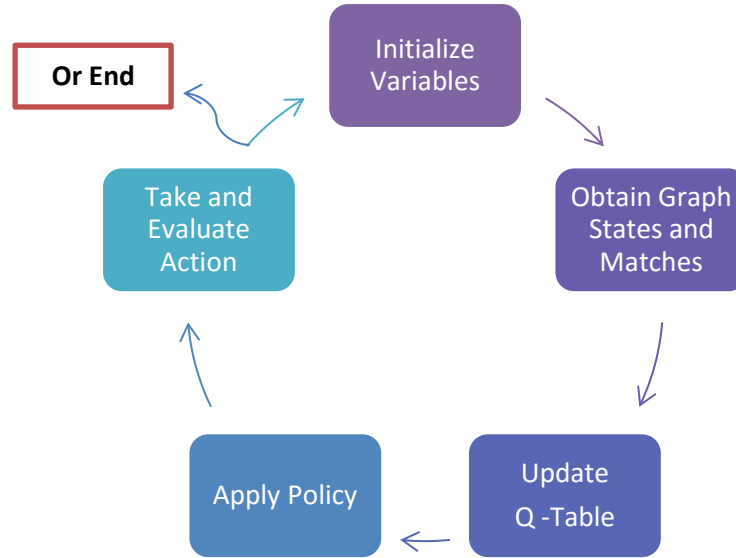 Or End
Initialize
Variables
Obtain Graph
States and
Matches
Update
Q -Table
Apply Policy
Take and
Evaluate
Action